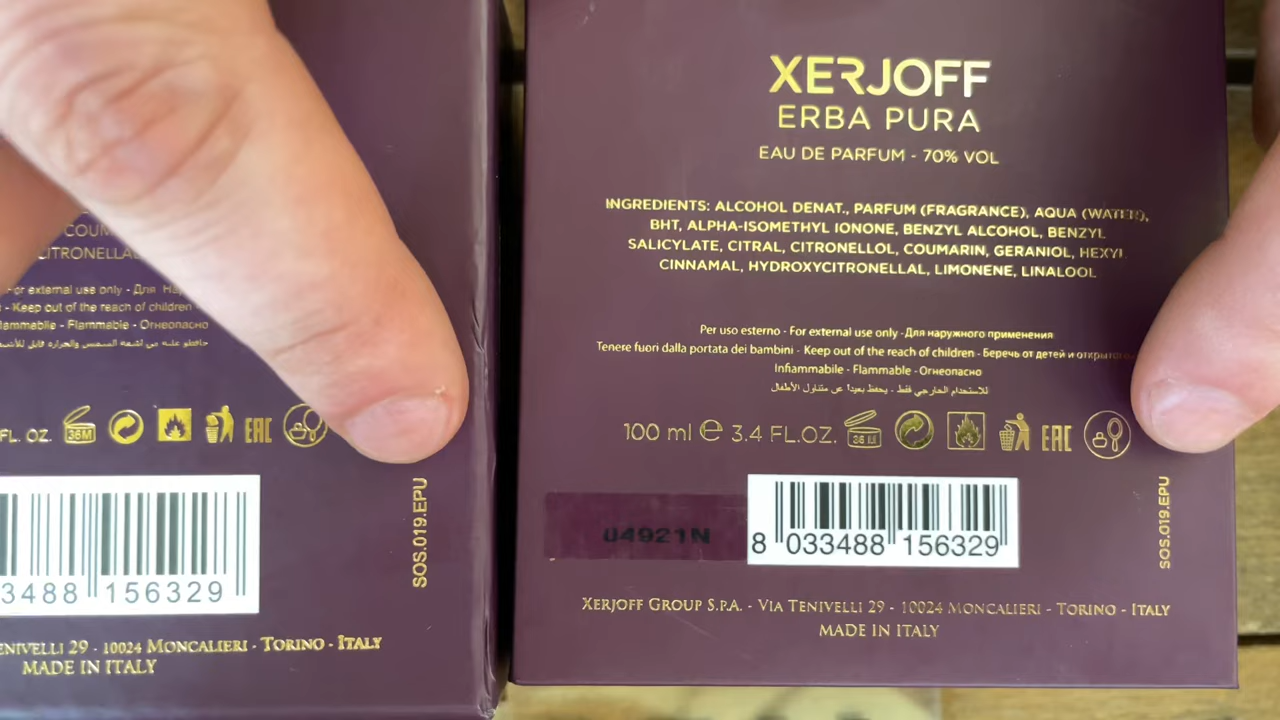 COUM
CITRONELLAL
For external use only - Для
- Keep out of the reach of children
Flammable - Огнеопасно
FL. OZ.
36M
EAC
3488 156329
SOS.019.EPU
TENIVELLI 29 - 10024 MONCALIERI - TORINO - ITALY
MADE IN ITALY
XERJOFF
ERBA PURA
EAU DE PARFUM - 70% VOL
INGREDIENTS: ALCOHOL DENAT., PARFUM (FRAGRANCE), AQUA (WATER),
BHT, ALPHA-ISOMETHYL IONONE, BENZYL ALCOHOL, BENZYL
SALICYLATE, CITRAL, CITRONELLOL, COUMARIN, GERANIOL, HEXYL
CINNAMAL, HYDROXYCITRONELLAL, LIMONENE, LINALOOL
Per uso esterno - For external use only - Для наружного применения
Tenere fuori dalla portata dei bambini - Keep out of the reach of children - Беречь от детей и открытого
Infiammabile - Flammable - Огнеопасно
للاستخدام الخارجي فقط - يحفظ بعيدا عن متناول الأطفال
100 ml ℮ 3.4 FL.OZ.
36 M
EAC
04921N
8 033488 156329
SOS.019.EPU
XERJOFF GROUP S.P.A. - VIA TENIVELLI 29 - 10024 MONCALIERI - TORINO - ITALY
MADE IN ITALY